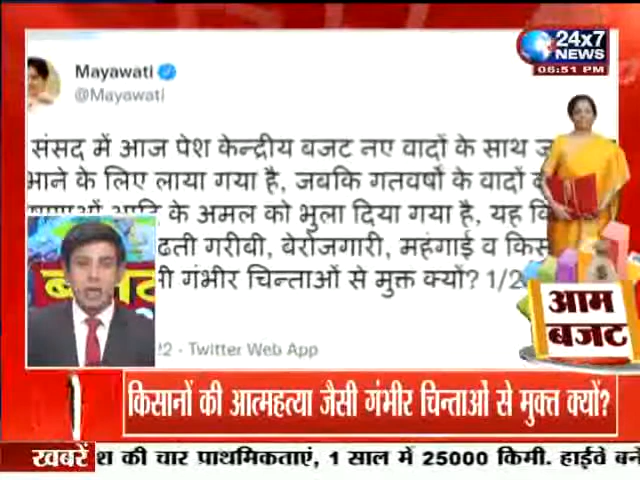 24x7
NEWS
06:51 PM
Mayawati
@Mayawati
संसद में आज पेश केन्द्रीय बजट नए वादों के साथ
भाने के लिए लाया गया है, जबकि गतवर्षों के वादों
के अमल को भुला दिया गया है, यह
ढती गरीबी, बेरोजगारी, महंगाई व
गंभीर चिन्ताओं से मुक्त क्यों? 1/2
22 - Twitter Web App
आम
बजट
किसानों की आत्महत्या जैसी गंभीर चिन्ताओं से मुक्त क्यों?
खबरें श की चार प्राथमिकताएं, 1 साल में 25000 किमी. हाईवे बने